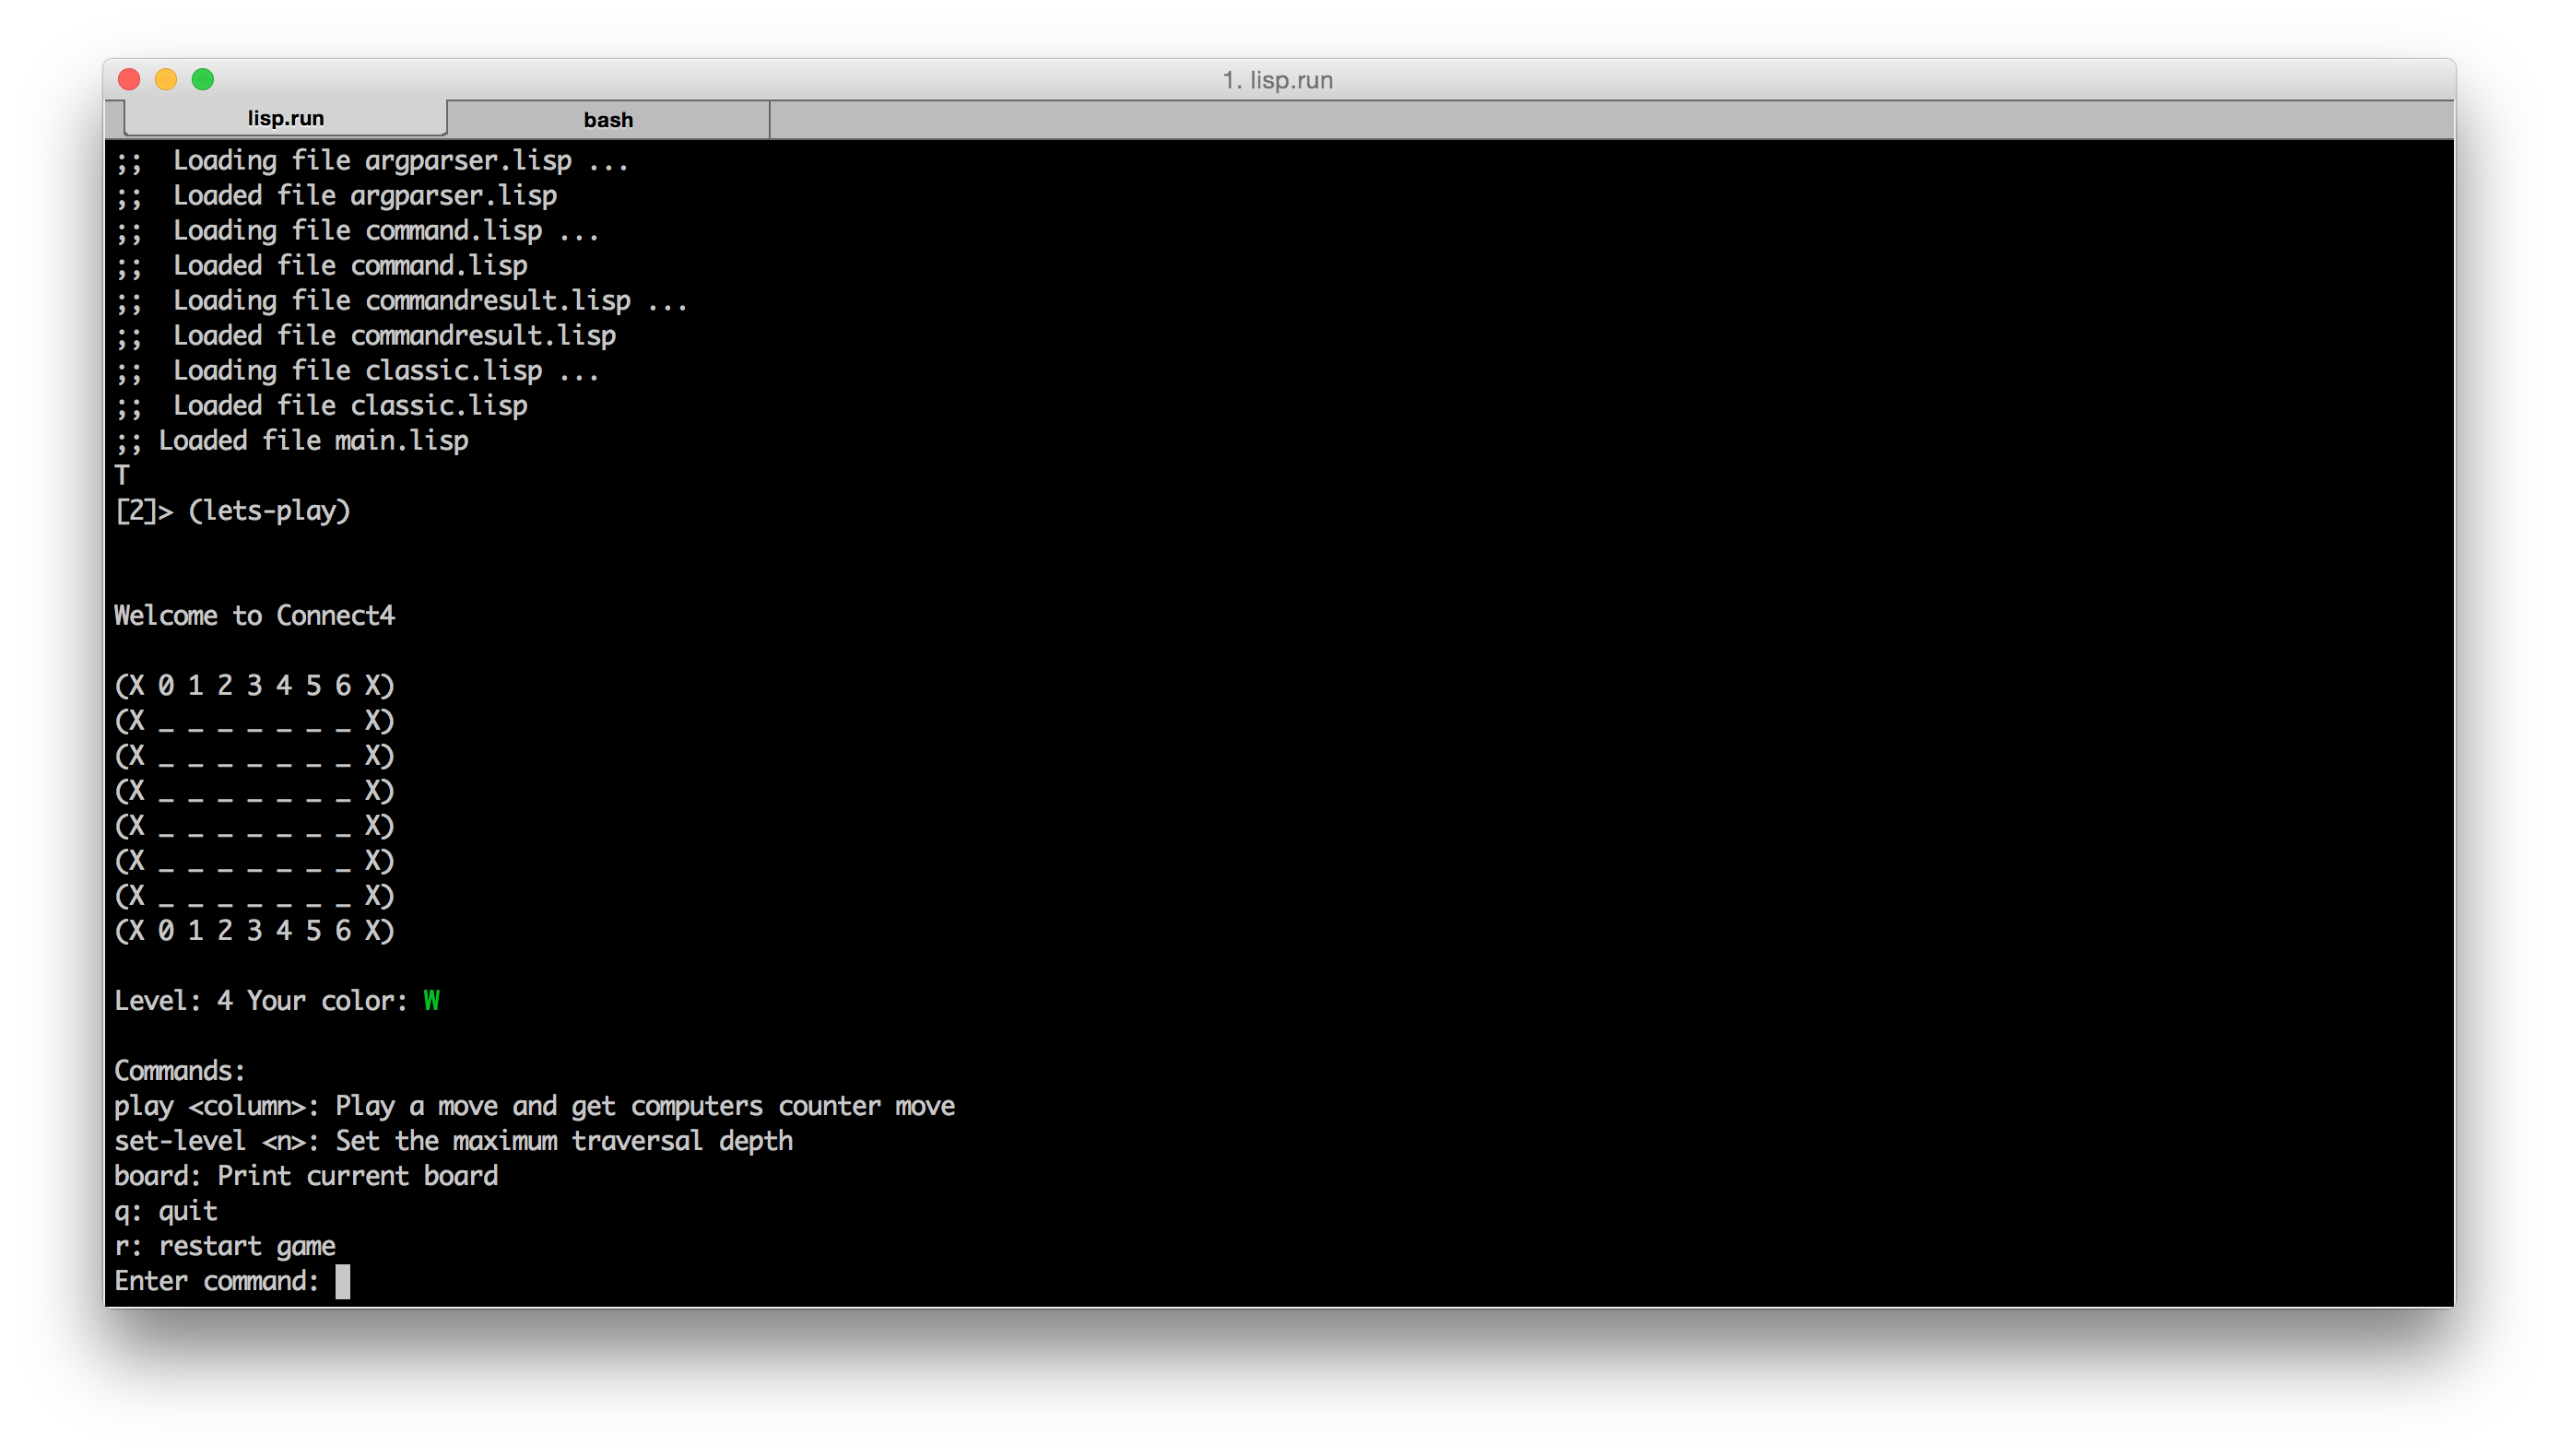 1. lisp.run
lisp.run
bash
;;  Loading file argparser.lisp ...
;;  Loaded file argparser.lisp
;;  Loading file command.lisp ...
;;  Loaded file command.lisp
;;  Loading file commandresult.lisp ...
;;  Loaded file commandresult.lisp
;;  Loading file classic.lisp ...
;;  Loaded file classic.lisp
;; Loaded file main.lisp
T
[2]> (lets-play)
Welcome to Connect4
(X 0 1 2 3 4 5 6 X)
(X _ _ _ _ _ _ _ X)
(X _ _ _ _ _ _ _ X)
(X _ _ _ _ _ _ _ X)
(X _ _ _ _ _ _ _ X)
(X _ _ _ _ _ _ _ X)
(X _ _ _ _ _ _ _ X)
(X 0 1 2 3 4 5 6 X)
Level: 4 Your color: W
Commands:
play <column>: Play a move and get computers counter move
set-level <n>: Set the maximum traversal depth
board: Print current board
q: quit
r: restart game
Enter command: